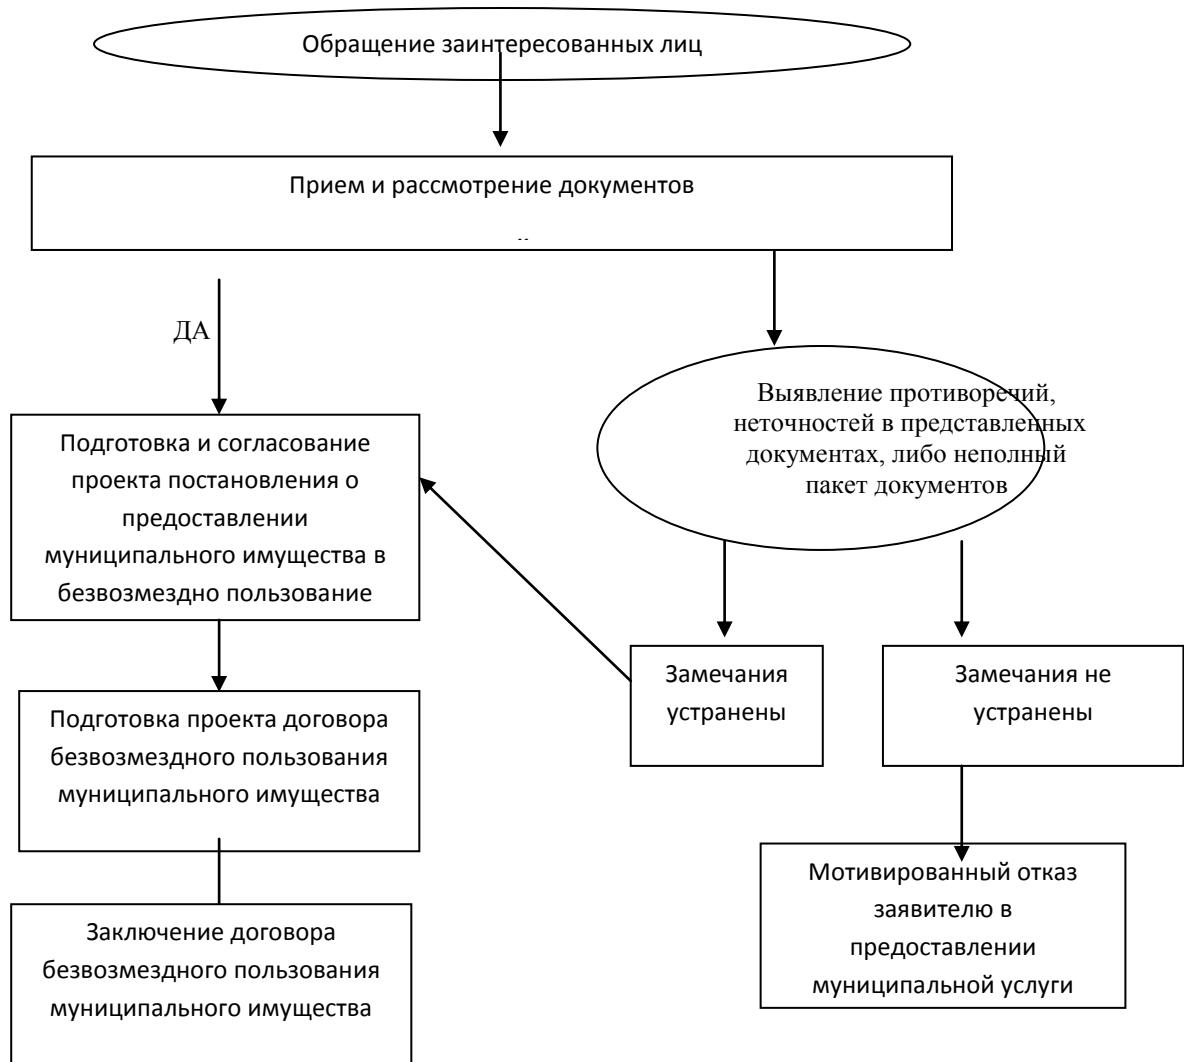 Обращение заинтересованных лиц
Прием и рассмотрение документов
ДА
Выявление противоречий,
неточностей в представленных
документах, либо неполный
пакет документов
Подготовка и согласование
проекта постановления о
предоставлении
муниципального имущества в
безвозмездно пользование
Замечания
устранены
Замечания не
устранены
Подготовка проекта договора
безвозмездного пользования
муниципального имущества
Мотивированный отказ
заявителю в
предоставлении
муниципальной услуги
Заключение договора
безвозмездного пользования
муниципального имущества